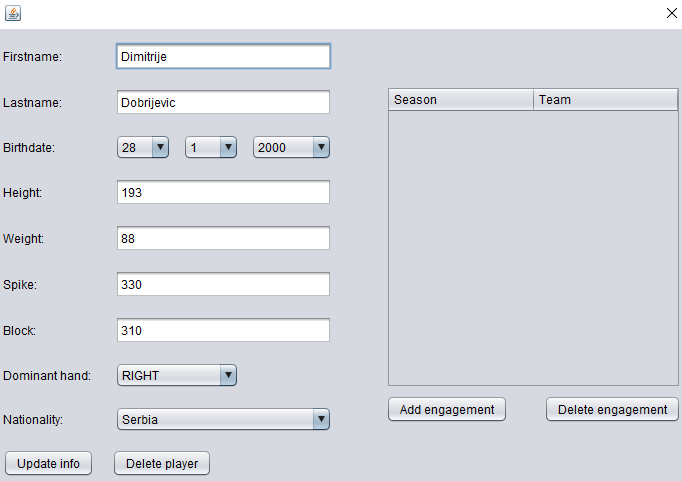 Firstname: Dimitrije
Lastname: Dobrijevic
Birthdate: 28 1 2000
Height: 193
Weight: 88
Spike: 330
Block: 310
Dominant hand: RIGHT
Nationality: Serbia
Update info Delete player
Season Team
Add engagement Delete engagement